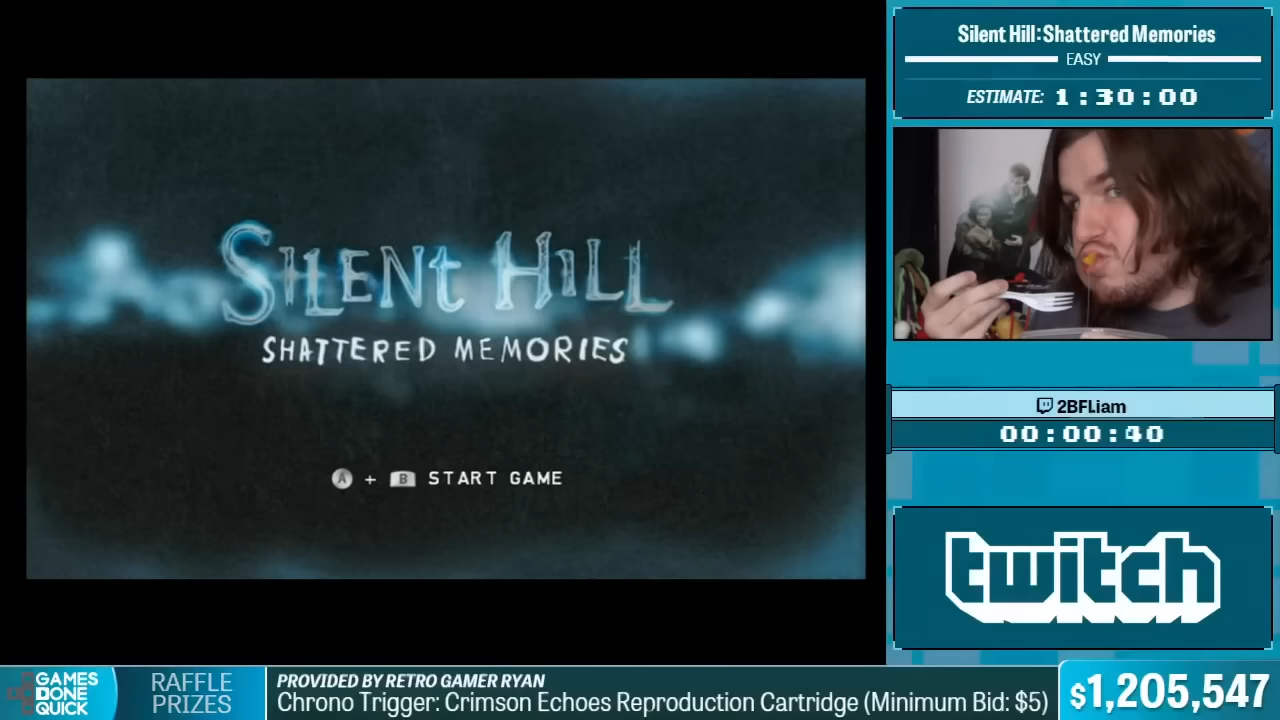 SILENT HILL
SHATTERED MEMORIES
A + B START GAME
Silent Hill: Shattered Memories
EASY
ESTIMATE: 1:30:00
2BFLiam
00:00:40
twitch
GAMES DONE QUICK
RAFFLE PRIZES
PROVIDED BY RETRO GAMER RYAN
Chrono Trigger: Crimson Echoes Reproduction Cartridge (Minimum Bid: $5)
$1,205,547